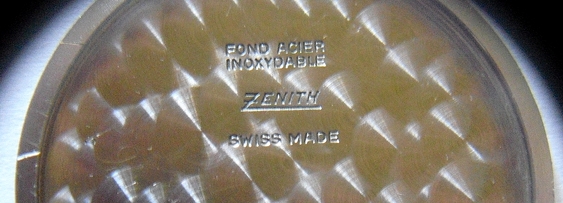 FOND ACIER
INOXYDABLE
ZENITH
SWISS MADE